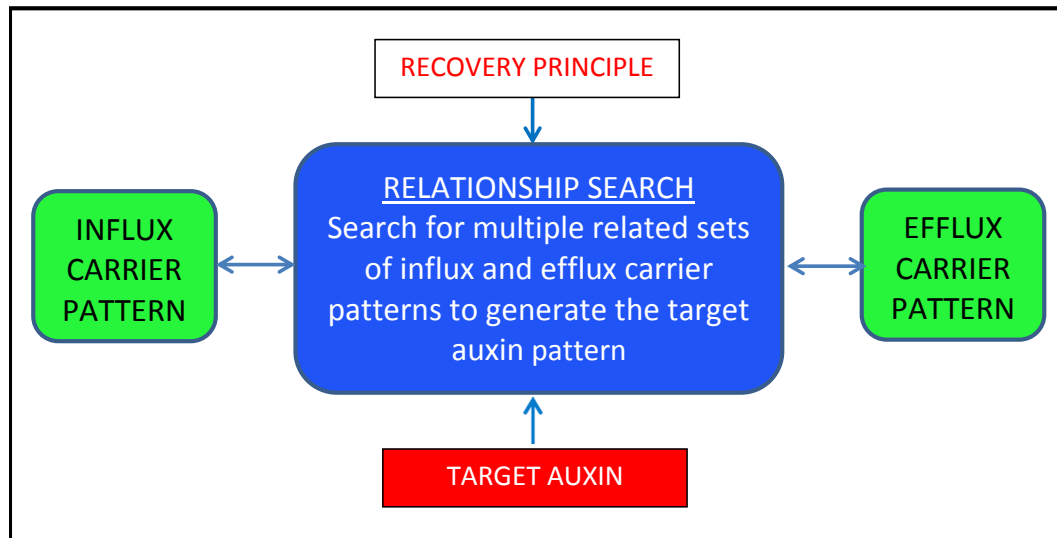 RECOVERY PRINCIPLE
RELATIONSHIP SEARCH
Search for multiple related sets
of influx and efflux carrier
patterns to generate the target
auxin pattern
INFLUX
CARRIER
PATTERN
EFFLUX
CARRIER
PATTERN
TARGET AUXIN